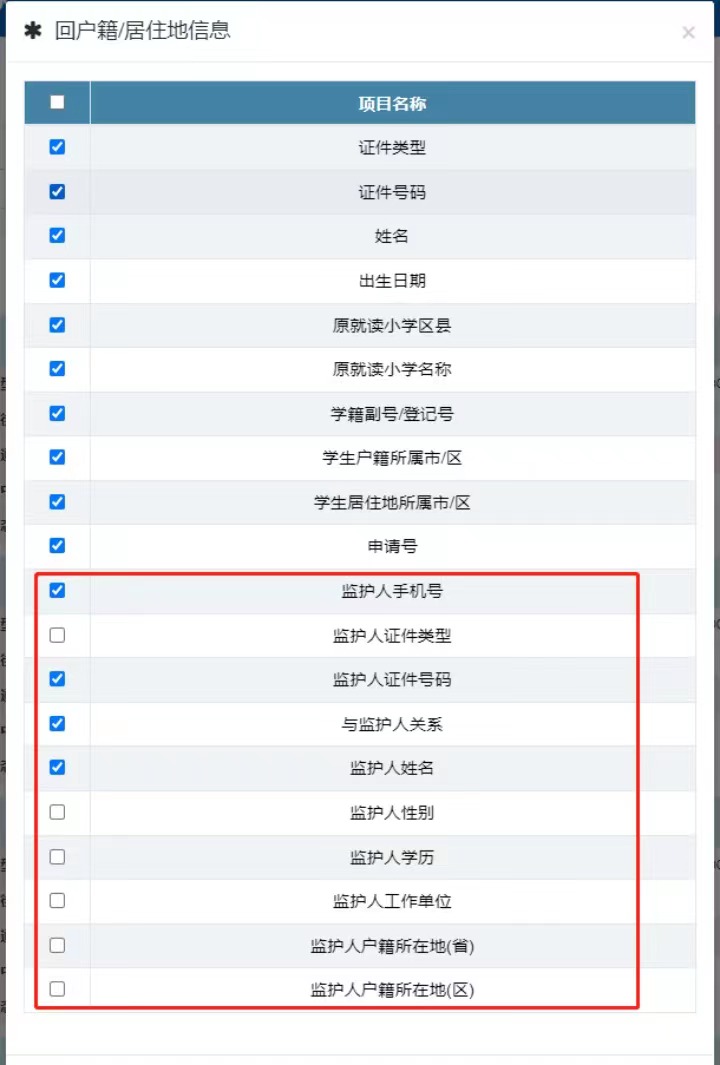 ✱ 回户籍/居住地信息 ×
项目名称
证件类型
证件号码
姓名
出生日期
原就读小学区县
原就读小学名称
学籍副号/登记号
学生户籍所属市/区
学生居住地所属市/区
申请号
监护人手机号
监护人证件类型
监护人证件号码
与监护人关系
监护人姓名
监护人性别
监护人学历
监护人工作单位
监护人户籍所在地(省)
监护人户籍所在地(区)